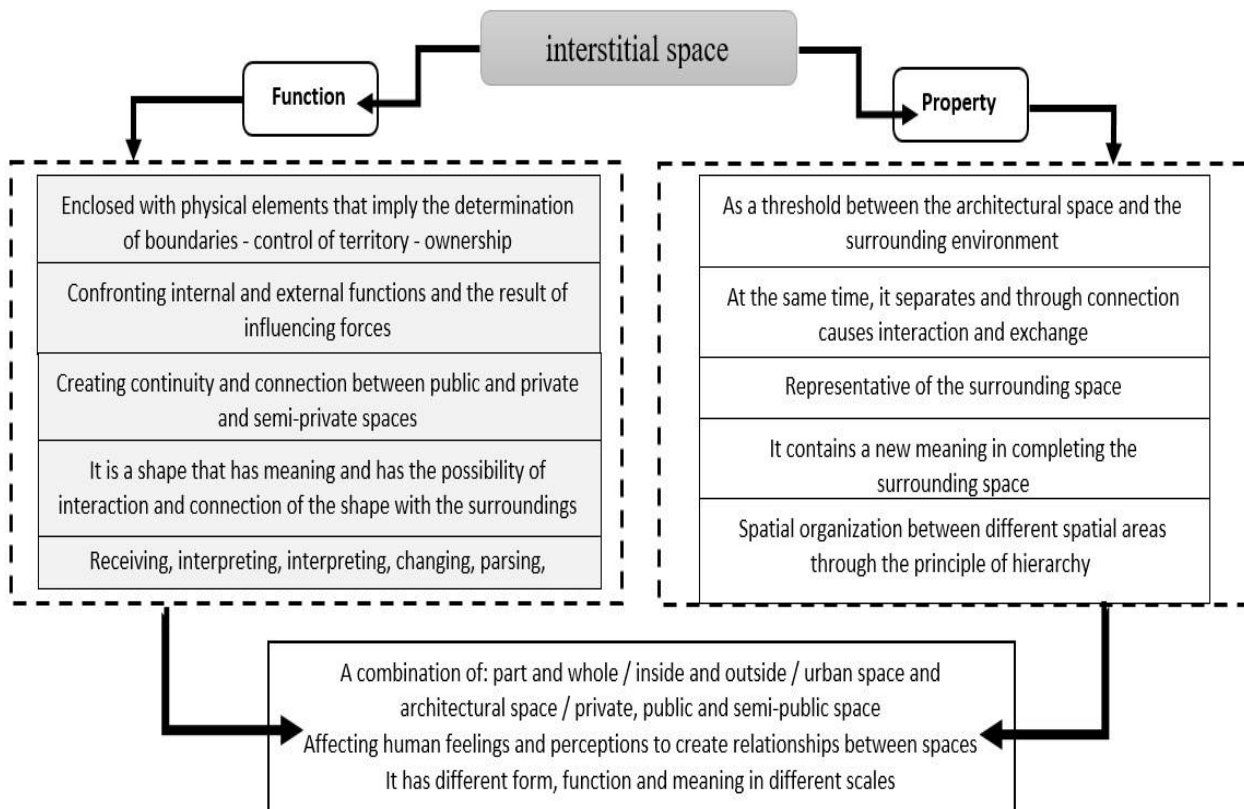 interstitial space
Function
Property
Enclosed with physical elements that imply the determination
of boundaries - control of territory - ownership
Confronting internal and external functions and the result of
influencing forces
Creating continuity and connection between public and private
and semi-private spaces
It is a shape that has meaning and has the possibility of
interaction and connection of the shape with the surroundings
Receiving, interpreting, interpreting, changing, parsing,
As a threshold between the architectural space and the
surrounding environment
At the same time, it separates and through connection
causes interaction and exchange
Representative of the surrounding space
It contains a new meaning in completing the
surrounding space
Spatial organization between different spatial areas
through the principle of hierarchy
A combination of: part and whole / inside and outside / urban space and
architectural space / private, public and semi-public space
Affecting human feelings and perceptions to create relationships between spaces
It has different form, function and meaning in different scales